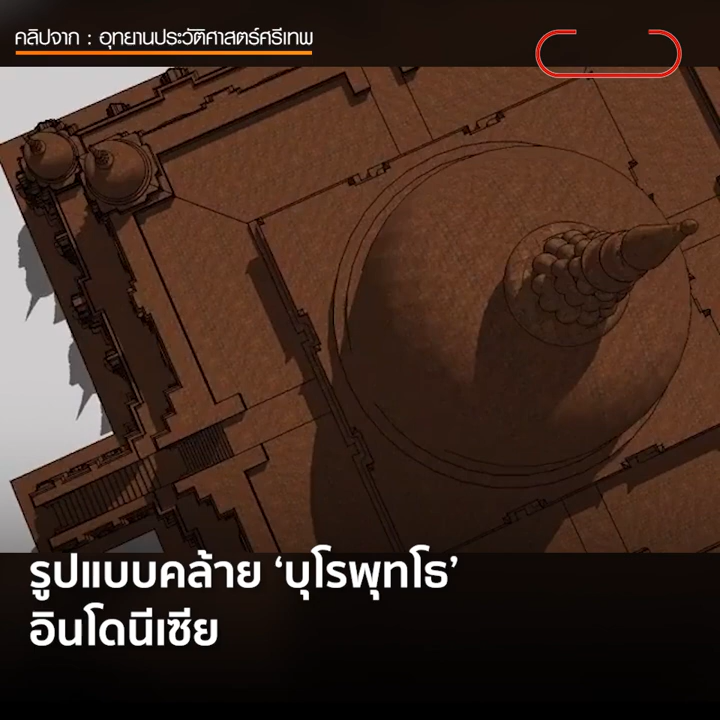 คลิปจาก : อุทยานประวัติศาสตร์ศรีเทพ
รูปแบบคล้าย ‘บุโรพุทโธ’
อินโดนีเซีย